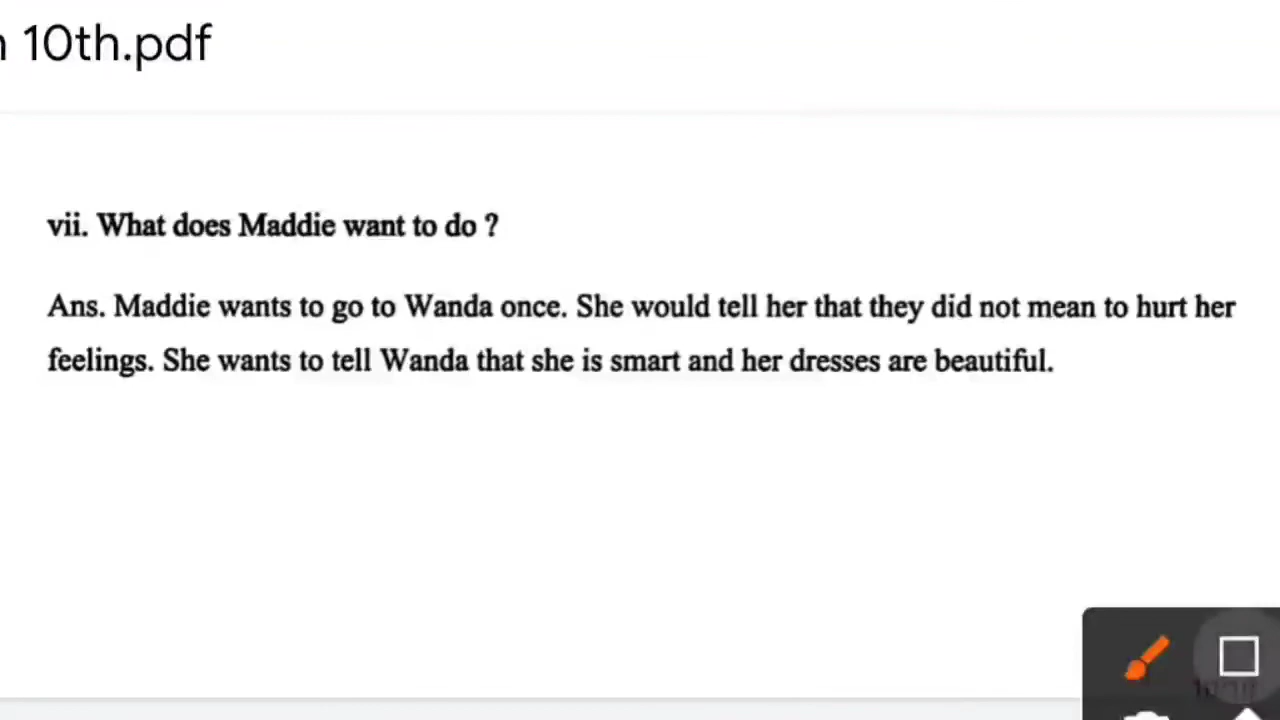 10th.pdf
vii. What does Maddie want to do ?
Ans. Maddie wants to go to Wanda once. She would tell her that they did not mean to hurt her
feelings. She wants to tell Wanda that she is smart and her dresses are beautiful.